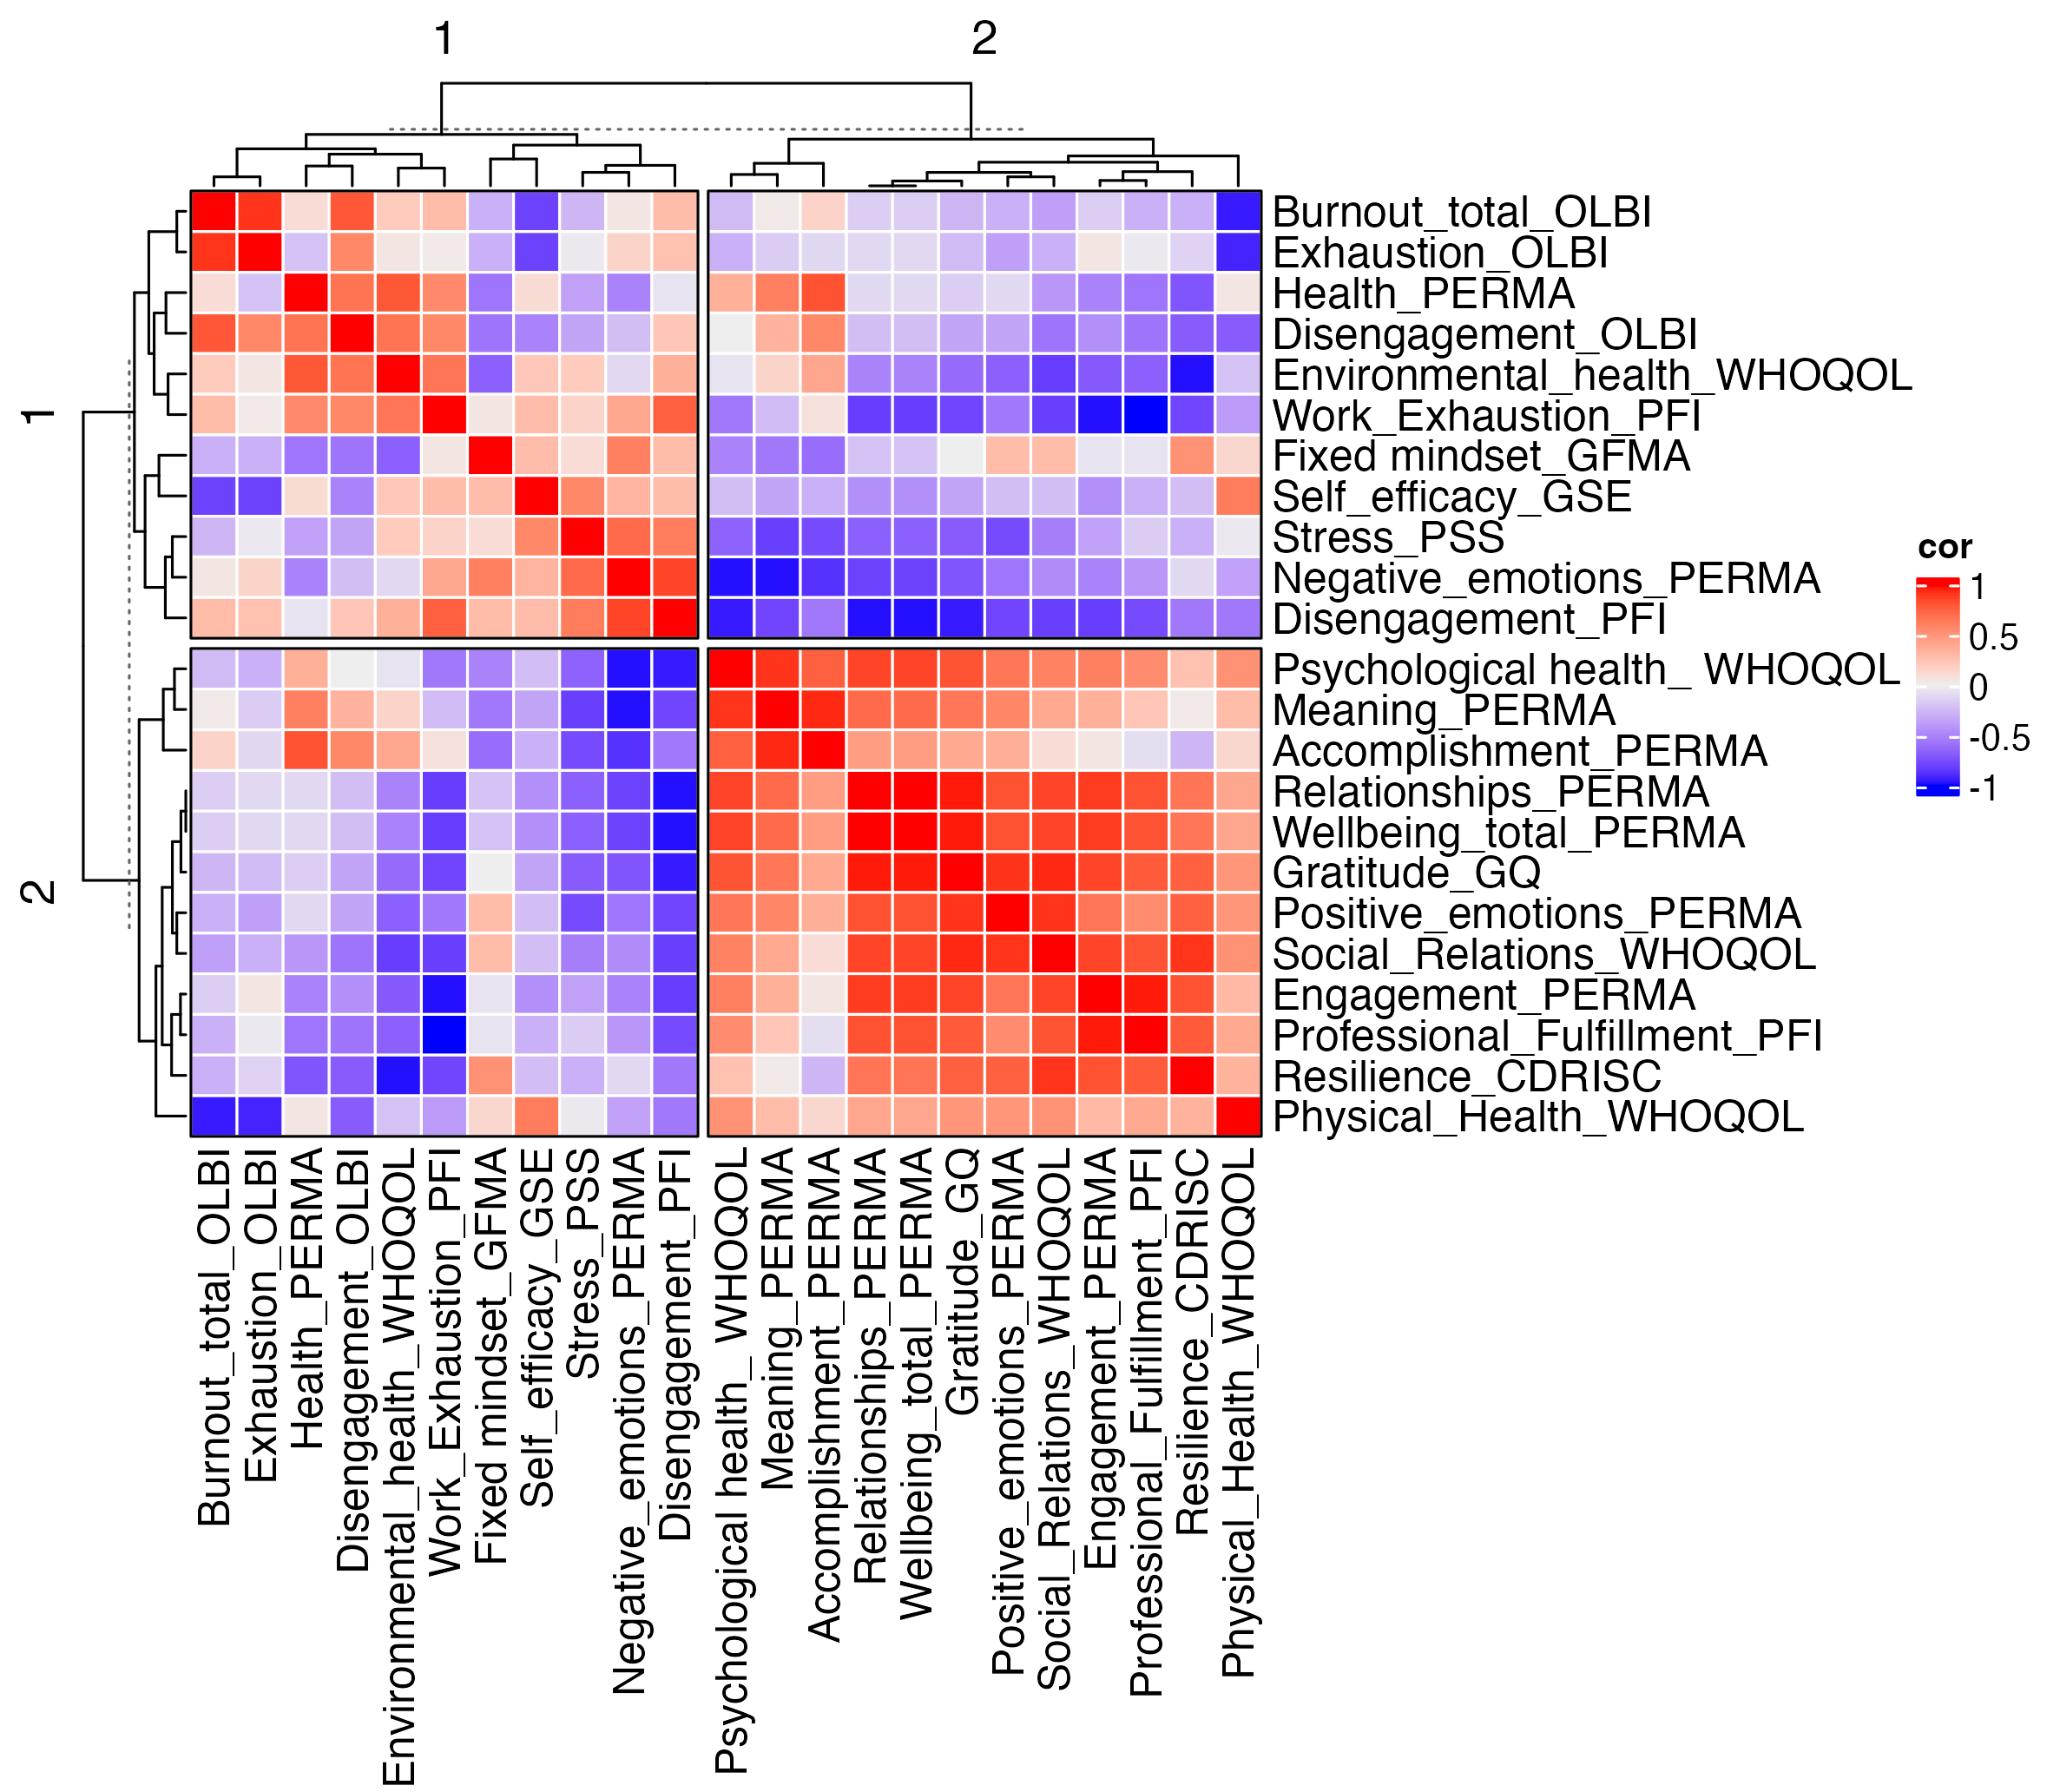 1
2
1
2
Burnout_total_OLBI
Exhaustion_OLBI
Health_PERMA
Disengagement_OLBI
Environmental_health_WHOQOL
Work_Exhaustion_PFI
Fixed mindset_GFMA
Self_efficacy_GSE
Stress_PSS
Negative_emotions_PERMA
Disengagement_PFI
Psychological health_ WHOQOL
Meaning_PERMA
Accomplishment_PERMA
Relationships_PERMA
Wellbeing_total_PERMA
Gratitude_GQ
Positive_emotions_PERMA
Social_Relations_WHOQOL
Engagement_PERMA
Professional_Fulfillment_PFI
Resilience_CDRISC
Physical_Health_WHOQOL
cor
1
0.5
0
-0.5
-1
Burnout_total_OLBI
Exhaustion_OLBI
Health_PERMA
Disengagement_OLBI
Environmental_health_WHOQOL
Work_Exhaustion_PFI
Fixed mindset_GFMA
Self_efficacy_GSE
Stress_PSS
Negative_emotions_PERMA
Disengagement_PFI
Psychological health_ WHOQOL
Meaning_PERMA
Accomplishment_PERMA
Relationships_PERMA
Wellbeing_total_PERMA
Gratitude_GQ
Positive_emotions_PERMA
Social_Relations_WHOQOL
Engagement_PERMA
Professional_Fulfillment_PFI
Resilience_CDRISC
Physical_Health_WHOQOL